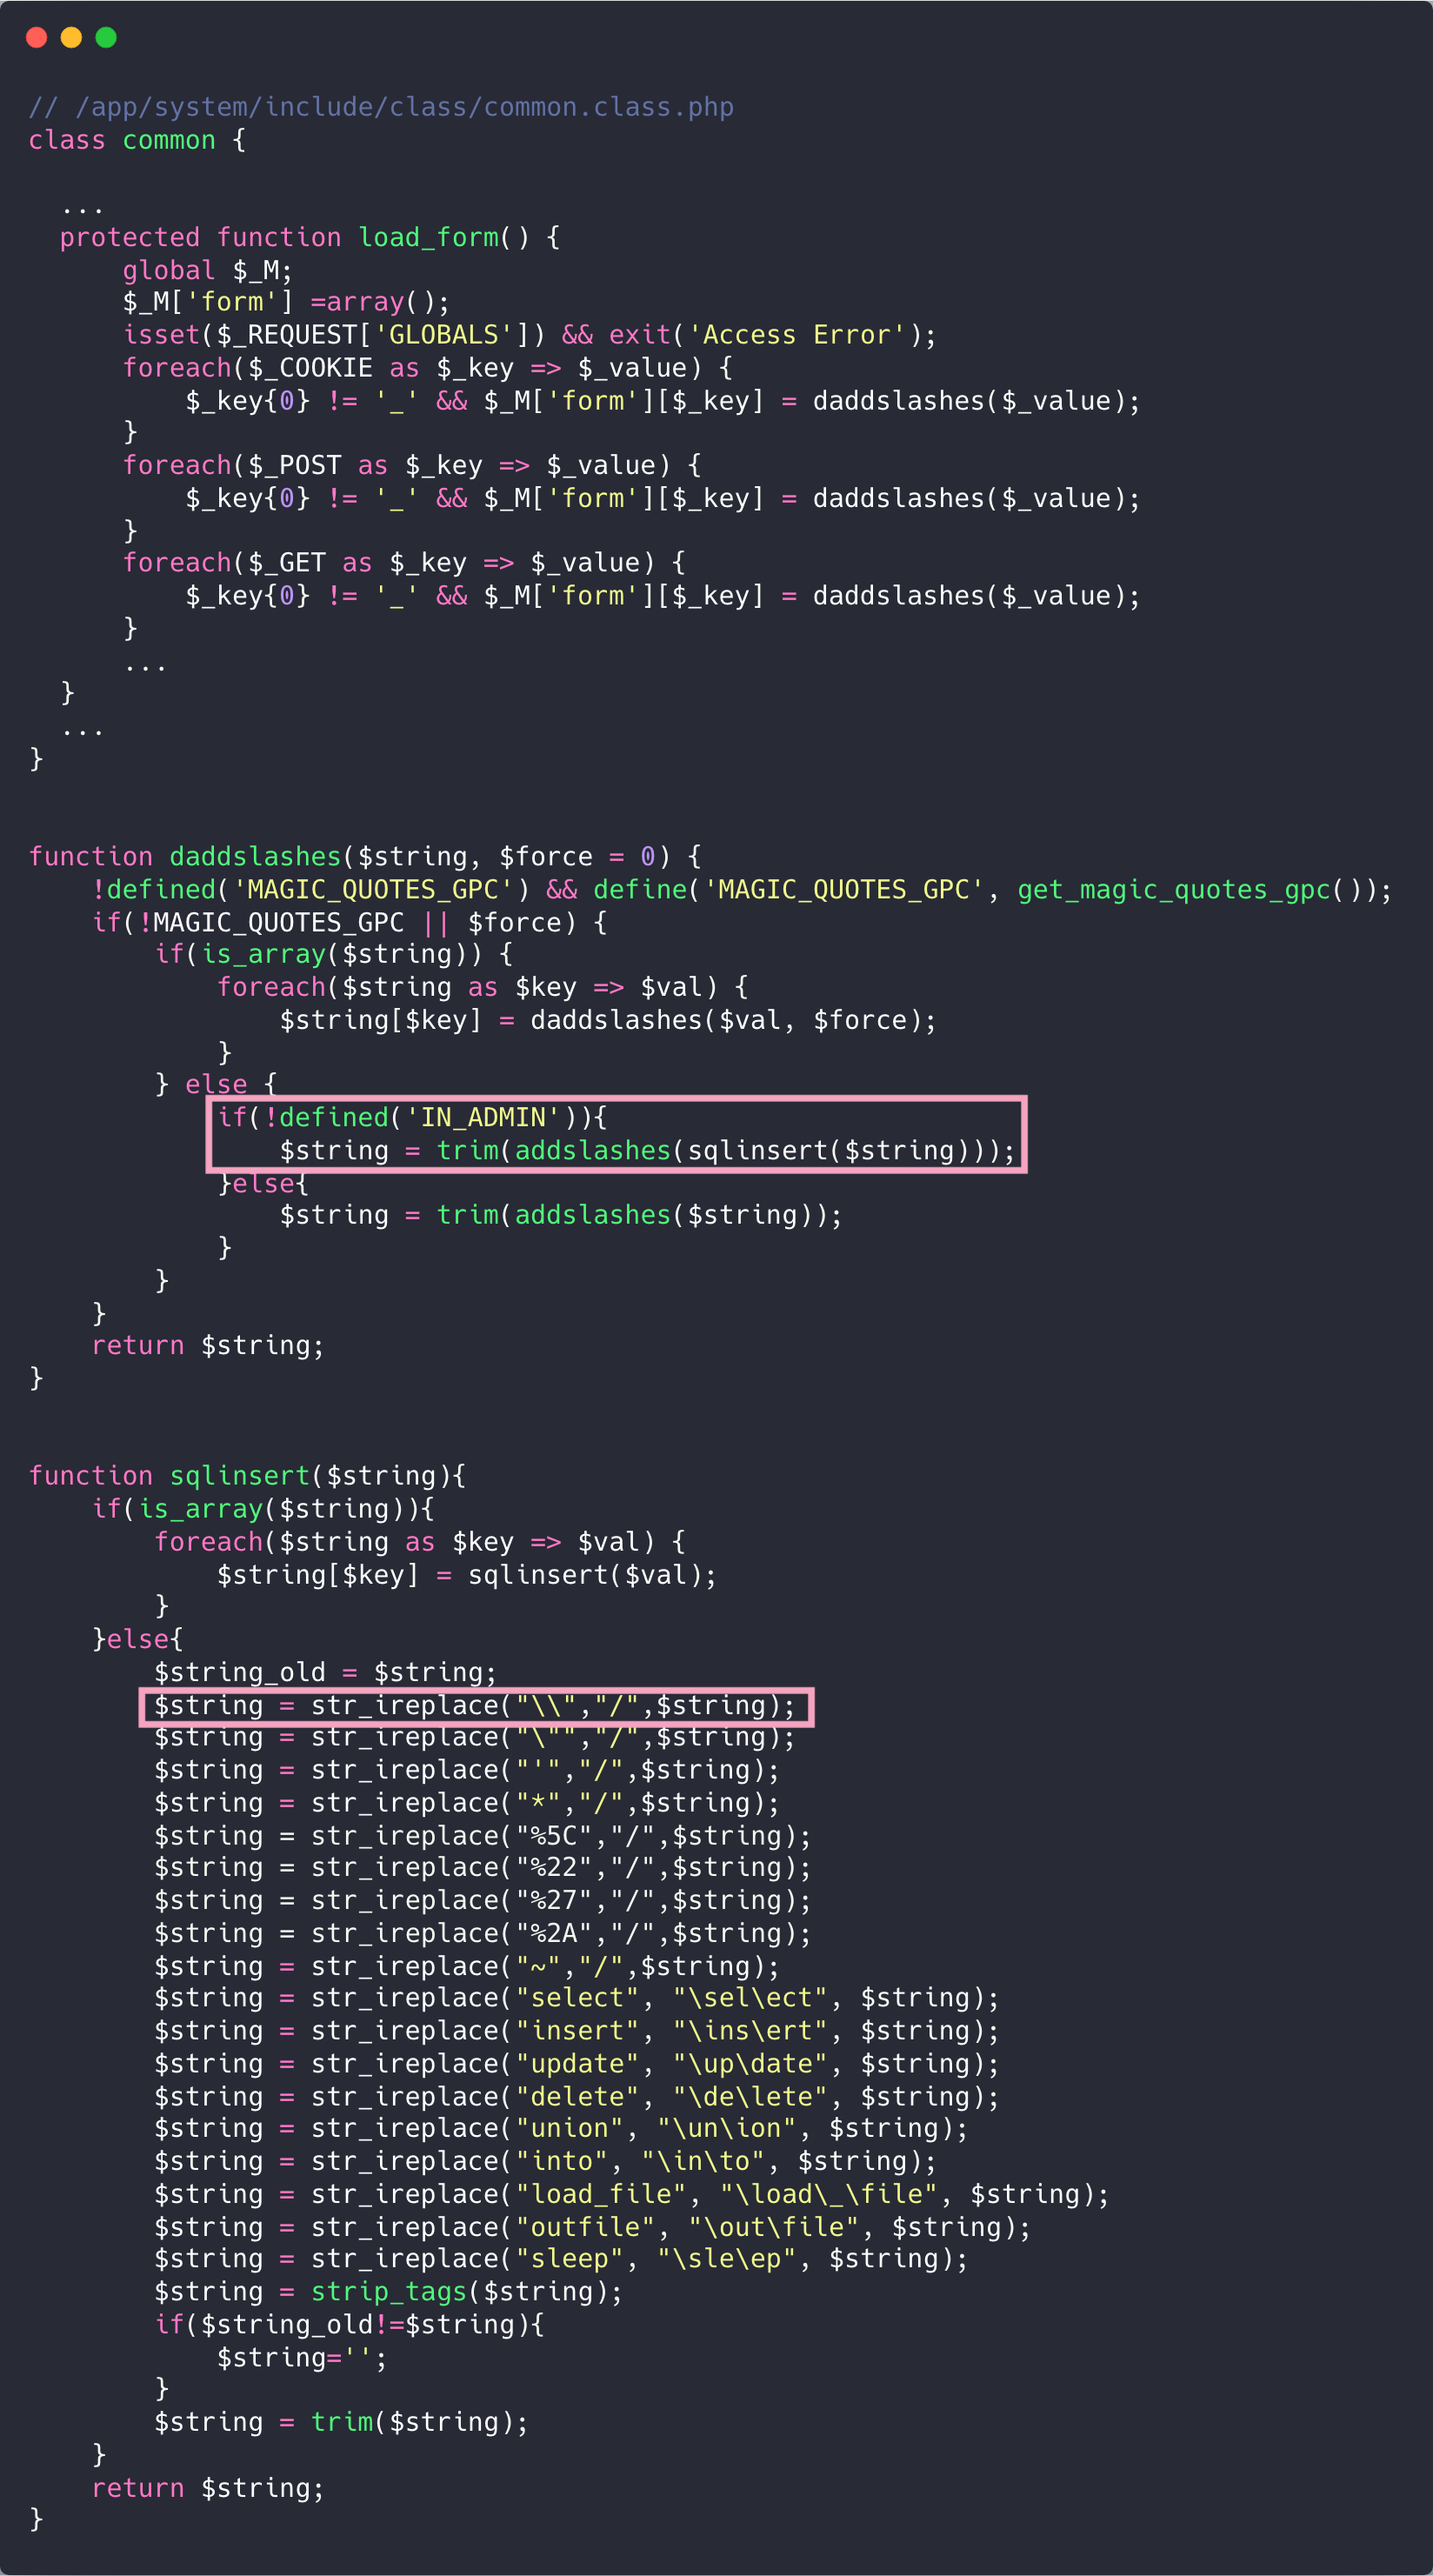 // /app/system/include/class/common.class.php
class common {
  ...
  protected function load_form() {
      global $_M;
      $_M['form'] =array();
      isset($_REQUEST['GLOBALS']) && exit('Access Error');
      foreach($_COOKIE as $_key => $_value) {
          $_key{0} != '_' && $_M['form'][$_key] = daddslashes($_value);
      }
      foreach($_POST as $_key => $_value) {
          $_key{0} != '_' && $_M['form'][$_key] = daddslashes($_value);
      }
      foreach($_GET as $_key => $_value) {
          $_key{0} != '_' && $_M['form'][$_key] = daddslashes($_value);
      }
      ...
  }
  ...
}
function daddslashes($string, $force = 0) {
    !defined('MAGIC_QUOTES_GPC') && define('MAGIC_QUOTES_GPC', get_magic_quotes_gpc());
    if(!MAGIC_QUOTES_GPC || $force) {
        if(is_array($string)) {
            foreach($string as $key => $val) {
                $string[$key] = daddslashes($val, $force);
            }
        } else {
            if(!defined('IN_ADMIN')){
                $string = trim(addslashes(sqlinsert($string)));
            }else{
                $string = trim(addslashes($string));
            }
        }
    }
    return $string;
}
function sqlinsert($string){
    if(is_array($string)){
        foreach($string as $key => $val) {
            $string[$key] = sqlinsert($val);
        }
    }else{
        $string_old = $string;
        $string = str_ireplace("\\","/",$string);
        $string = str_ireplace("\"","/",$string);
        $string = str_ireplace("'","/",$string);
        $string = str_ireplace("*","/",$string);
        $string = str_ireplace("%5C","/",$string);
        $string = str_ireplace("%22","/",$string);
        $string = str_ireplace("%27","/",$string);
        $string = str_ireplace("%2A","/",$string);
        $string = str_ireplace("~","/",$string);
        $string = str_ireplace("select", "\sel\ect", $string);
        $string = str_ireplace("insert", "\ins\ert", $string);
        $string = str_ireplace("update", "\up\date", $string);
        $string = str_ireplace("delete", "\de\lete", $string);
        $string = str_ireplace("union", "\un\ion", $string);
        $string = str_ireplace("into", "\in\to", $string);
        $string = str_ireplace("load_file", "\load\_\file", $string);
        $string = str_ireplace("outfile", "\out\file", $string);
        $string = str_ireplace("sleep", "\sle\ep", $string);
        $string = strip_tags($string);
        if($string_old!=$string){
            $string='';
        }
        $string = trim($string);
    }
    return $string;
}